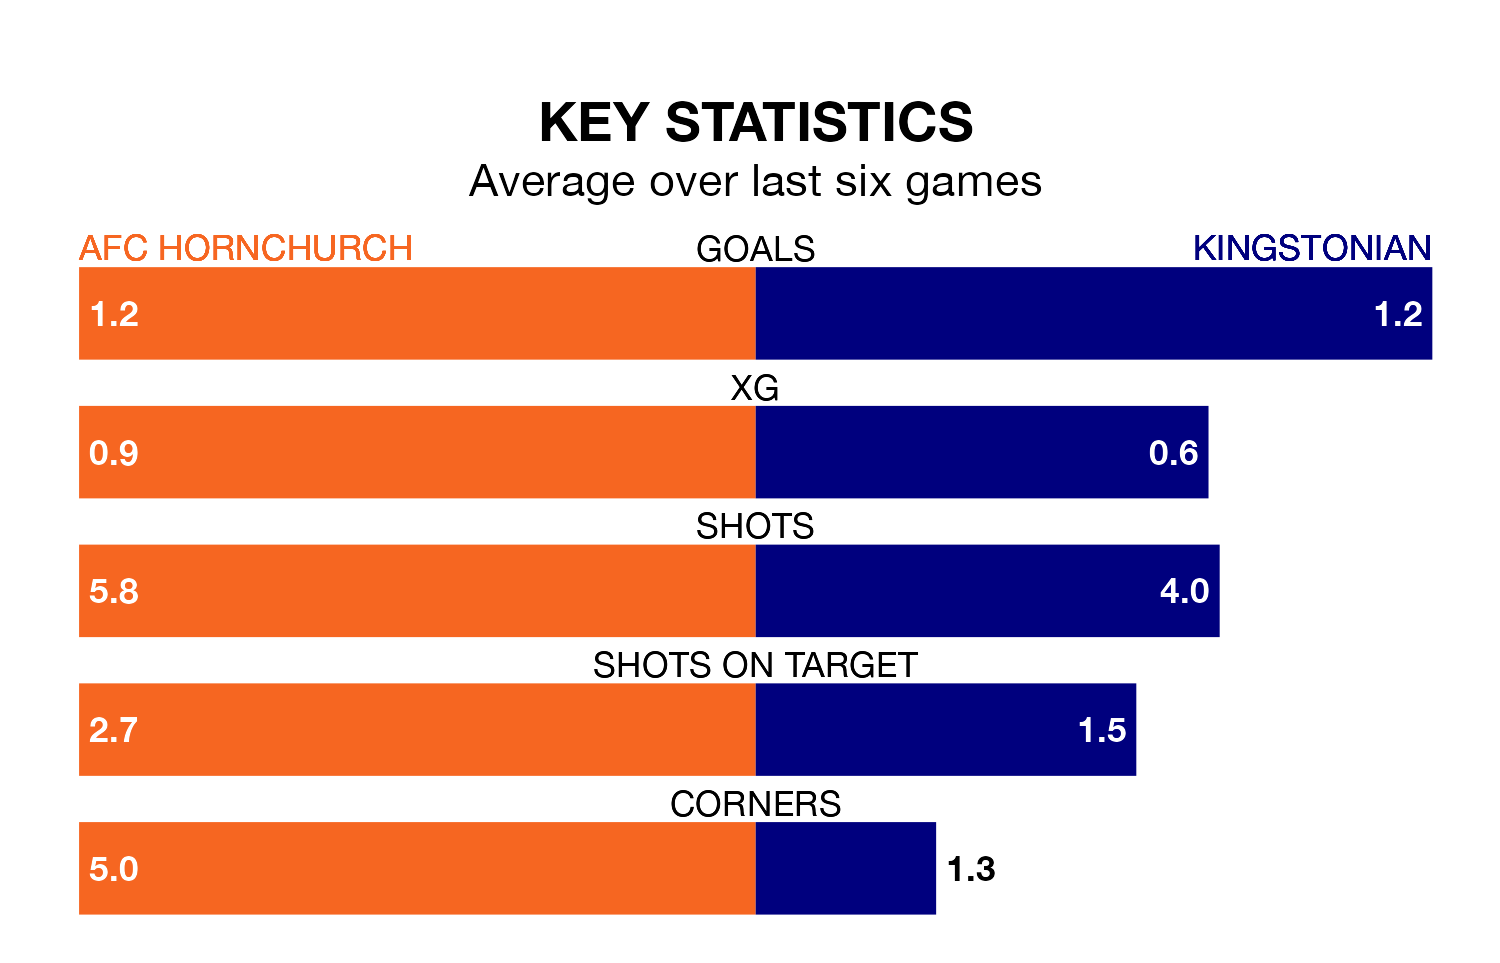 KEY STATISTICS
Average over last six games
AFC HORNCHURCH GOALS KINGSTONIAN
1.2 1.2
XG
0.9 0.6
SHOTS
5.8 4.0
SHOTS ON TARGET
2.7 1.5
CORNERS
5.0 1.3